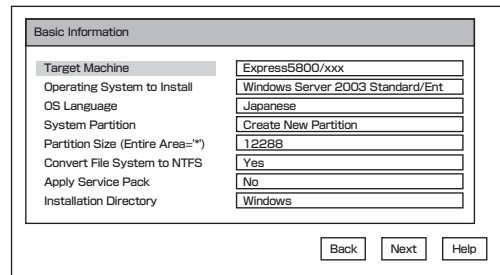 Basic Information
Target Machine Express5800/xxx
Operating System to Install Windows Server 2003 Standard/Ent
OS Language Japanese
System Partition Create New Partition
Partition Size (Entire Area='*') 12288
Convert File System to NTFS Yes
Apply Service Pack No
Installation Directory Windows
Back Next Help